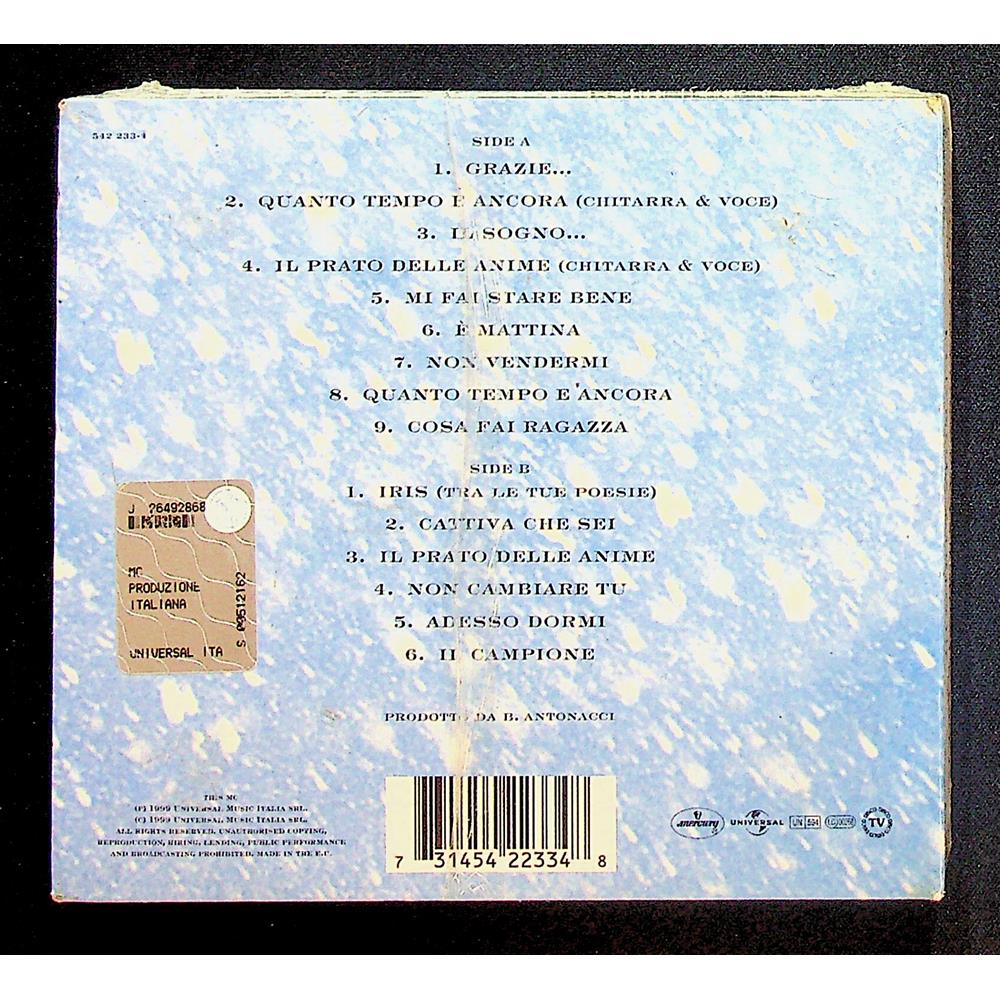 542 233-4
SIDE A
1. GRAZIE...
2. QUANTO TEMPO E ANCORA (CHITARRA & VOCE)
3. IL SOGNO...
4. IL PRATO DELLE ANIME (CHITARRA & VOCE)
5. MI FAI STARE BENE
6. È MATTINA
7. NON VENDERMI
8. QUANTO TEMPO E ANCORA
9. COSA FAI RAGAZZA
SIDE B
1. IRIS (TRA LE TUE POESIE)
2. CATTIVA CHE SEI
3. IL PRATO DELLE ANIME
4. NON CAMBIARE TU
5. ADESSO DORMI
6. IL CAMPIONE
PRODOTTO DA B. ANTONACCI
J 26492868
MC
PRODUZIONE
ITALIANA
UNIVERSAL ITA
S 00512162
THIS MC
(P) 1999 UNIVERSAL MUSIC ITALIA SRL.
(C) 1999 UNIVERSAL MUSIC ITALIA SRL.
ALL RIGHTS RESERVED. UNAUTHORISED COPYING,
REPRODUCTION, HIRING, LENDING, PUBLIC PERFORMANCE
AND BROADCASTING PROHIBITED. MADE IN THE E.U.
7 31454 22334 8
mercury
UNIVERSAL
TV